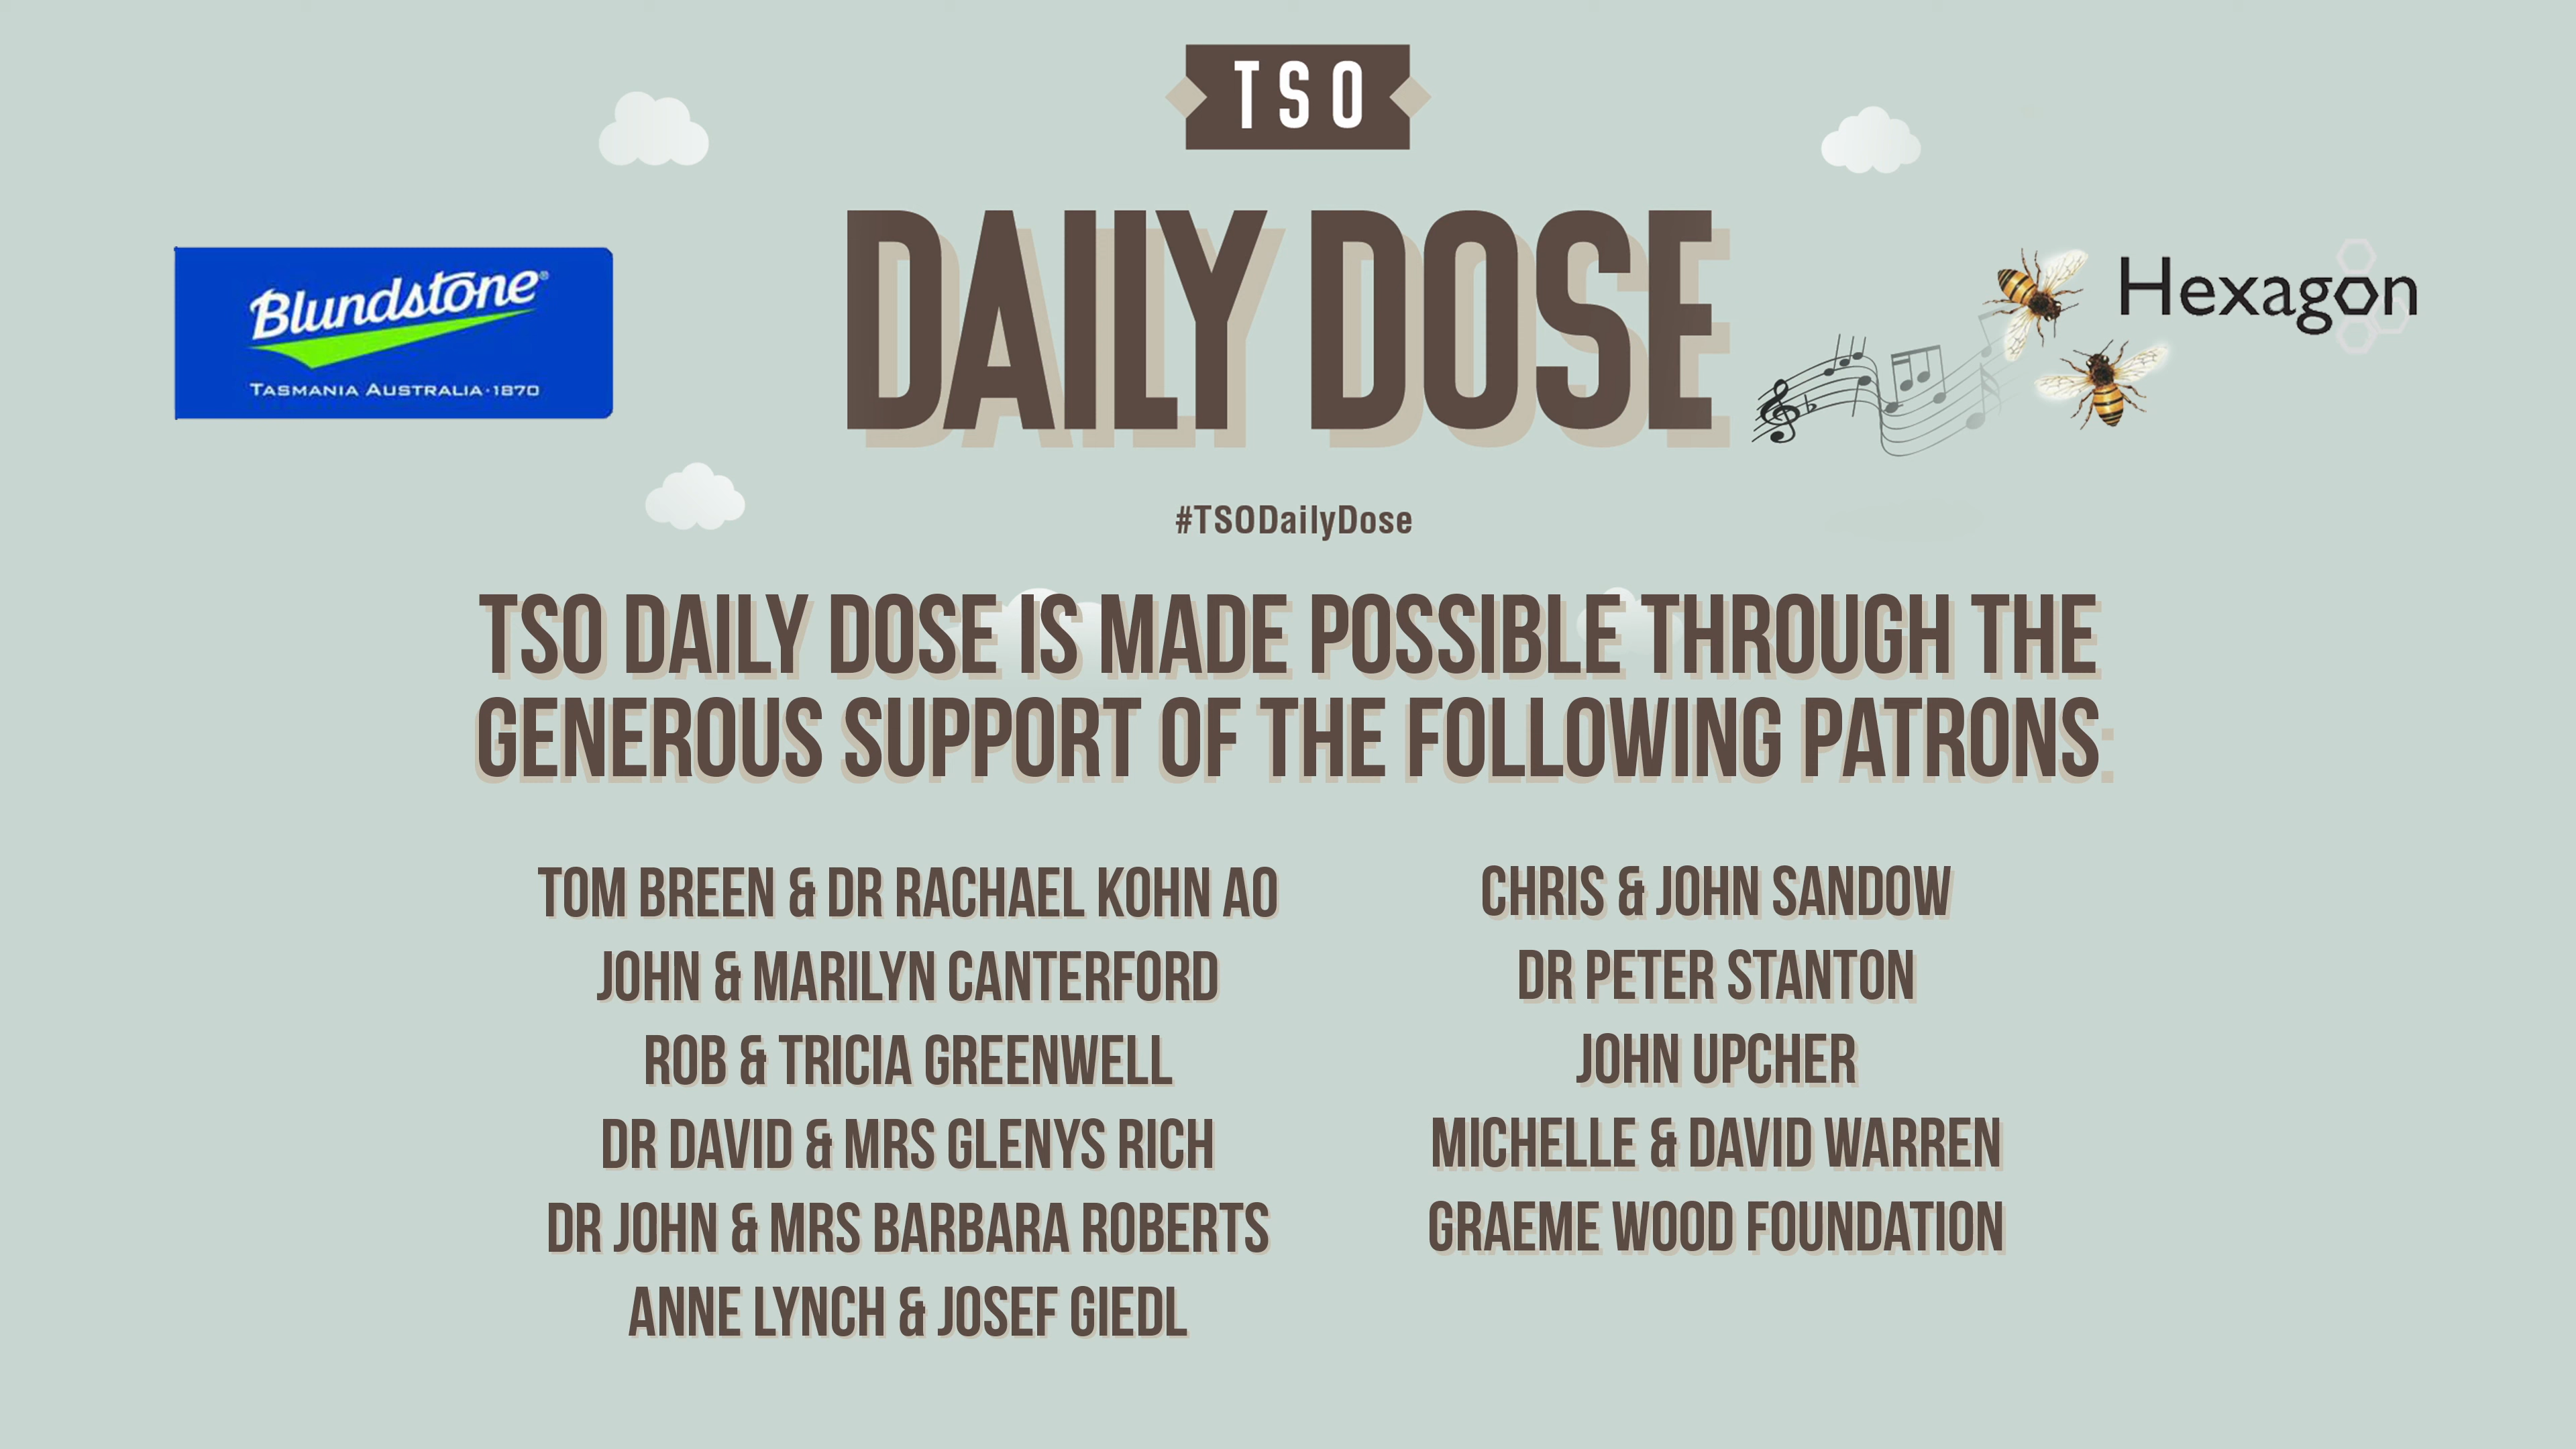 TSO
DAILY DOSE
Blundstone®
TASMANIA AUSTRALIA·1870
Hexagon
#TSODailyDose
TSO DAILY DOSE IS MADE POSSIBLE THROUGH THE
GENEROUS SUPPORT OF THE FOLLOWING PATRONS:
TOM BREEN & DR RACHAEL KOHN AO
JOHN & MARILYN CANTERFORD
ROB & TRICIA GREENWELL
DR DAVID & MRS GLENYS RICH
DR JOHN & MRS BARBARA ROBERTS
ANNE LYNCH & JOSEF GIEDL
CHRIS & JOHN SANDOW
DR PETER STANTON
JOHN UPCHER
MICHELLE & DAVID WARREN
GRAEME WOOD FOUNDATION